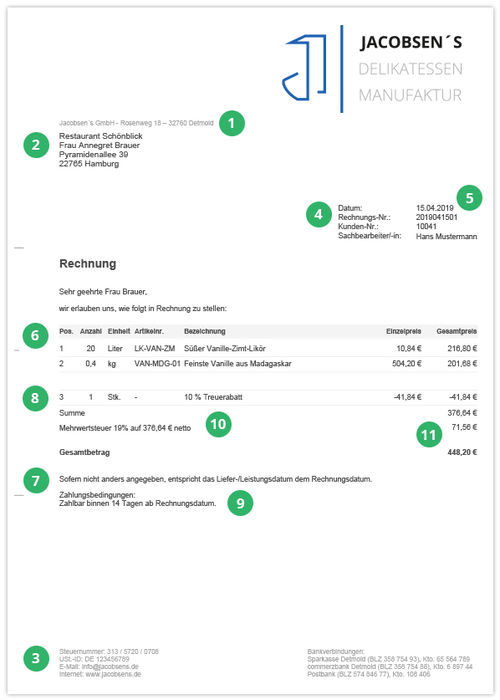 JACOBSEN´S
DELIKATESSEN
MANUFAKTUR
Jacobsen´s GmbH - Rosenweg 18 – 32760 Detmold
1
2
Restaurant Schönblick
Frau Annegret Brauer
Pyramidenallee 39
22765 Hamburg
5
4
Datum: 15.04.2019
Rechnungs-Nr.: 2019041501
Kunden-Nr.: 10041
Sachbearbeiter/-in: Hans Mustermann
Rechnung
Sehr geehrte Frau Brauer,
wir erlauben uns, wie folgt in Rechnung zu stellen:
6
Pos. Anzahl Einheit Artikelnr. Bezeichnung Einzelpreis Gesamtpreis
1 20 Liter LK-VAN-ZM Süßer Vanille-Zimt-Likör 10,84 € 216,80 €
2 0,4 kg VAN-MDG-01 Feinste Vanille aus Madagaskar 504,20 € 201,68 €
8
3 1 Stk. - 10 % Treuerabatt -41,84 € -41,84 €
Summe 376,64 €
Mehrwertsteuer 19% auf 376,64 € netto 10 11 71,56 €
Gesamtbetrag 448,20 €
7
Sofern nicht anders angegeben, entspricht das Liefer-/Leistungsdatum dem Rechnungsdatum.
Zahlungsbedingungen:
Zahlbar binnen 14 Tagen ab Rechnungsdatum.
9
3
Steuernummer: 313 / 5720 / 0708
USt.-ID: DE 123456789
E-Mail: info@jacobsens.de
Internet: www.jacobsens.de
Bankverbindungen:
Sparkasse Detmold (BLZ 358 754 93), Kto. 65 564 789
commerzbank Detmold (BLZ 358 754 88), Kto. 6 897 44
Postbank (BLZ 574 846 77), Kto. 108 406